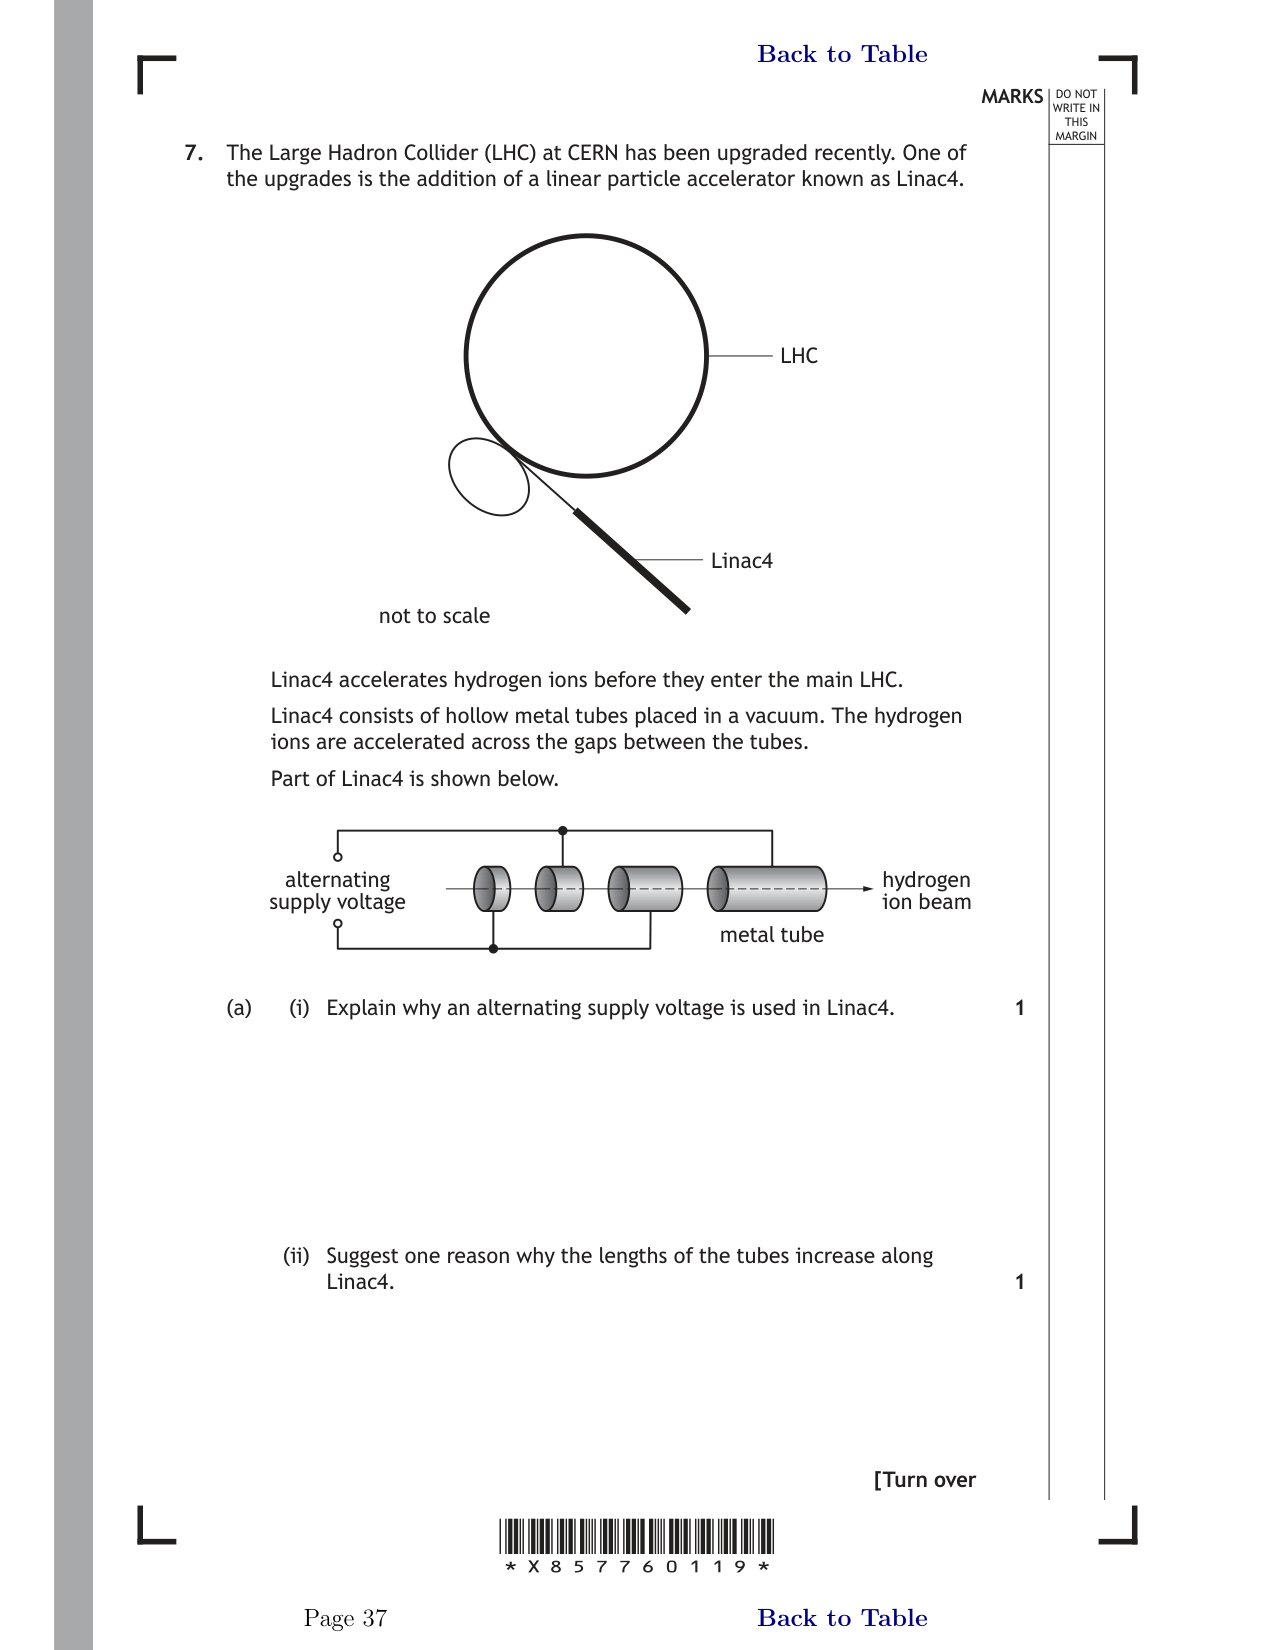 Back to Table
MARKS
DO NOT
WRITE IN
THIS
MARGIN
7. The Large Hadron Collider (LHC) at CERN has been upgraded recently. One of
the upgrades is the addition of a linear particle accelerator known as Linac4.
LHC
Linac4
not to scale
Linac4 accelerates hydrogen ions before they enter the main LHC.
Linac4 consists of hollow metal tubes placed in a vacuum. The hydrogen
ions are accelerated across the gaps between the tubes.
Part of Linac4 is shown below.
alternating
supply voltage
hydrogen
ion beam
metal tube
(a) (i) Explain why an alternating supply voltage is used in Linac4. 1
(ii) Suggest one reason why the lengths of the tubes increase along
Linac4. 1
[Turn over
* X 8 5 7 7 6 0 1 1 9 *
Page 37
Back to Table